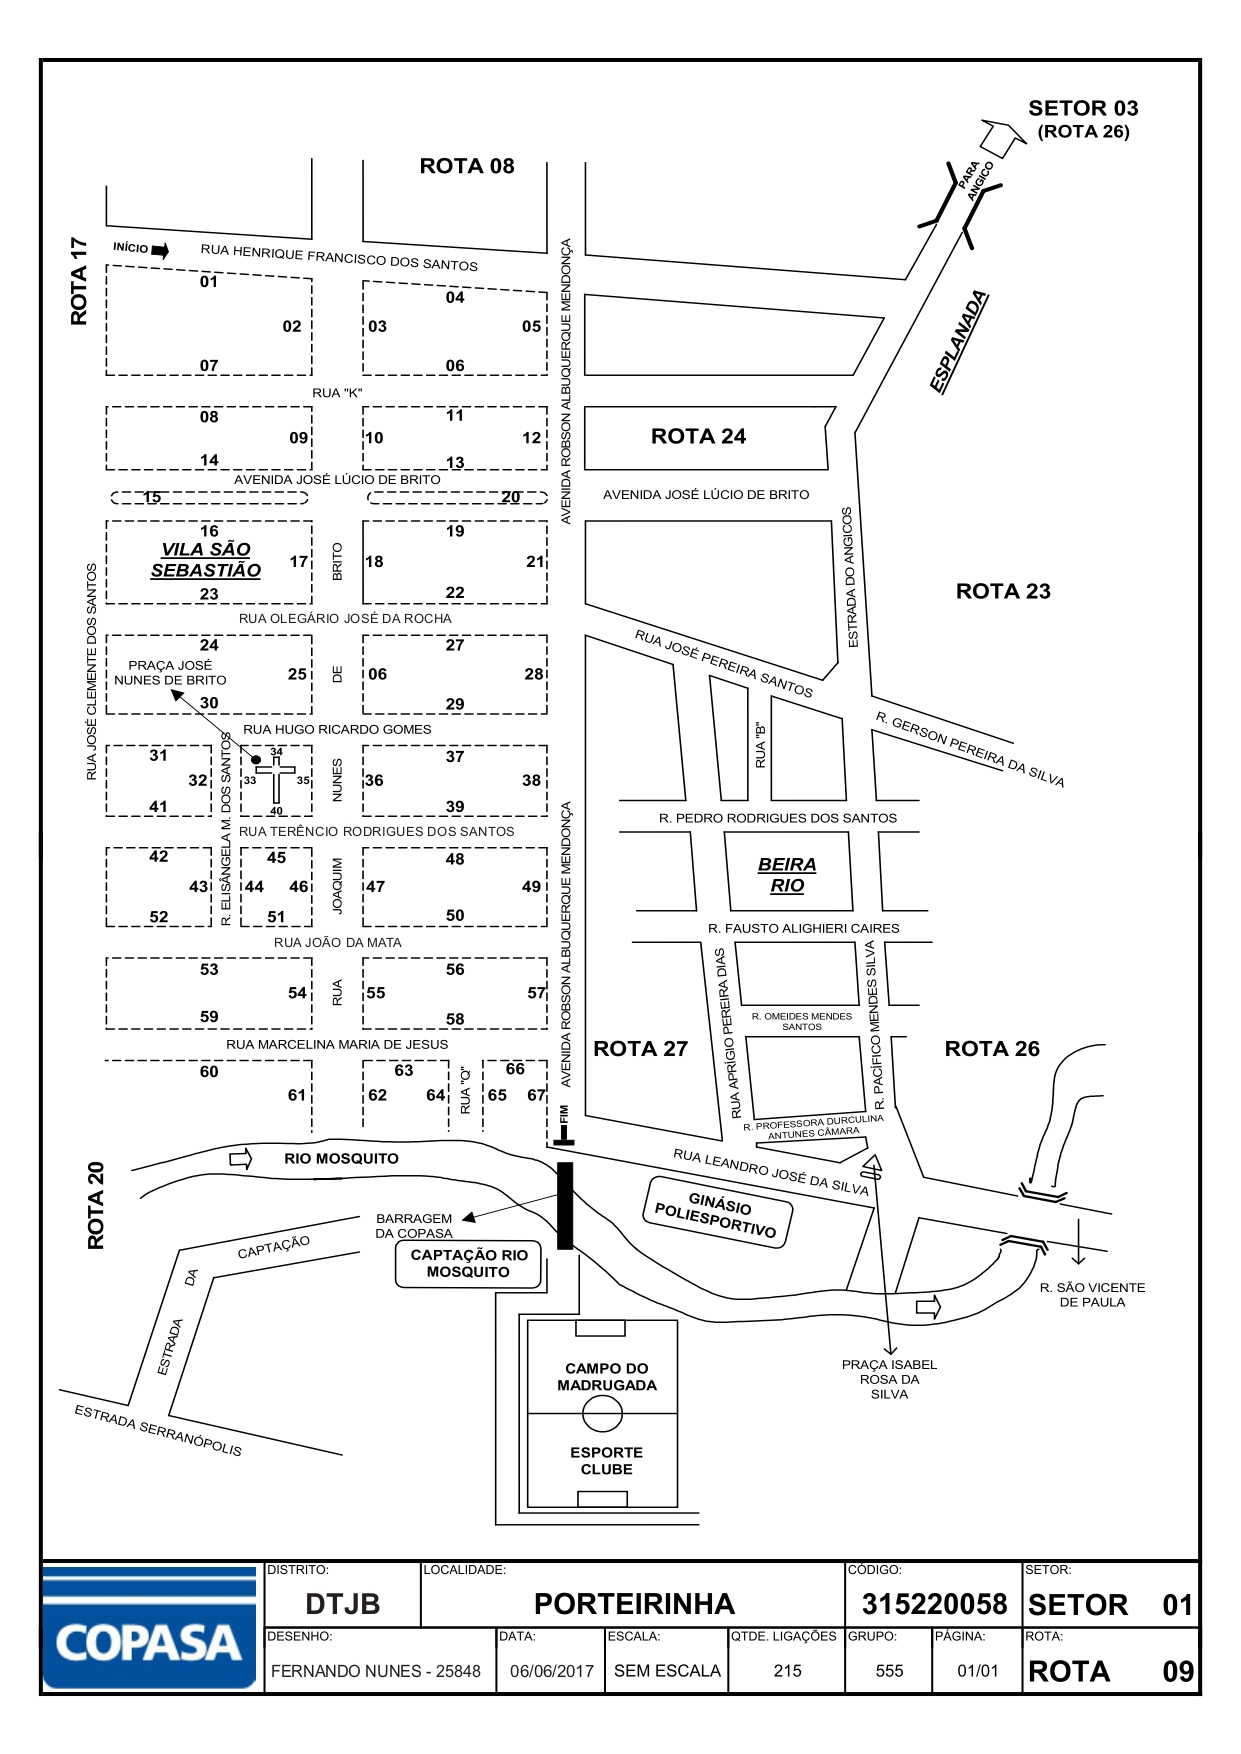 SETOR 03
(ROTA 26)
PARA
ANGICO
ROTA 08
ROTA 17
INÍCIO
RUA HENRIQUE FRANCISCO DOS SANTOS
AVENIDA ROBSON ALBUQUERQUE MENDONÇA
ESPLANADA
01
04
02
03
05
07
06
RUA "K"
08
11
09
10
12
ROTA 24
14
13
AVENIDA JOSÉ LÚCIO DE BRITO
AVENIDA JOSÉ LÚCIO DE BRITO
15
20
16
19
VILA SÃO
SEBASTIÃO
17
BRITO
18
21
ESTRADA DO ANGICOS
ROTA 23
23
22
RUA JOSÉ CLEMENTE DOS SANTOS
RUA OLEGÁRIO JOSÉ DA ROCHA
24
27
RUA JOSÉ PEREIRA SANTOS
PRAÇA JOSÉ
NUNES DE BRITO
25
DE
06
28
30
29
R. GERSON PEREIRA DA SILVA
RUA HUGO RICARDO GOMES
RUA "B"
31
34
37
32
33
35
NUNES
36
38
41
40
39
R. ELISÂNGELA M. DOS SANTOS
RUA TERÊNCIO RODRIGUES DOS SANTOS
R. PEDRO RODRIGUES DOS SANTOS
42
45
48
43
44
46
JOAQUIM
47
49
BEIRA
RIO
52
51
50
AVENIDA ROBSON ALBUQUERQUE MENDONÇA
RUA JOÃO DA MATA
R. FAUSTO ALIGHIERI CAIRES
53
56
54
RUA
55
57
59
58
RUA APRÍGIO PEREIRA DIAS
R. PACÍFICO MENDES SILVA
R. OMEIDES MENDES
SANTOS
RUA MARCELINA MARIA DE JESUS
ROTA 27
ROTA 26
60
63
66
61
62
64
RUA "Q"
65
67
FIM
R. PROFESSORA DURCULINA
ANTUNES CÂMARA
RIO MOSQUITO
RUA LEANDRO JOSÉ DA SILVA
ROTA 20
GINÁSIO
POLIESPORTIVO
BARRAGEM
DA COPASA
CAPTAÇÃO RIO
MOSQUITO
ESTRADA
DA
CAPTAÇÃO
R. SÃO VICENTE
DE PAULA
PRAÇA ISABEL
ROSA DA
SILVA
CAMPO DO
MADRUGADA
ESPORTE
CLUBE
ESTRADA SERRANÓPOLIS
COPASA
DISTRITO:
DTJB
LOCALIDADE:
PORTEIRINHA
CÓDIGO:
315220058
SETOR:
SETOR 01
DESENHO:
FERNANDO NUNES - 25848
DATA:
06/06/2017
ESCALA:
SEM ESCALA
QTDE. LIGAÇÕES
215
GRUPO:
555
PÁGINA:
01/01
ROTA:
ROTA 09